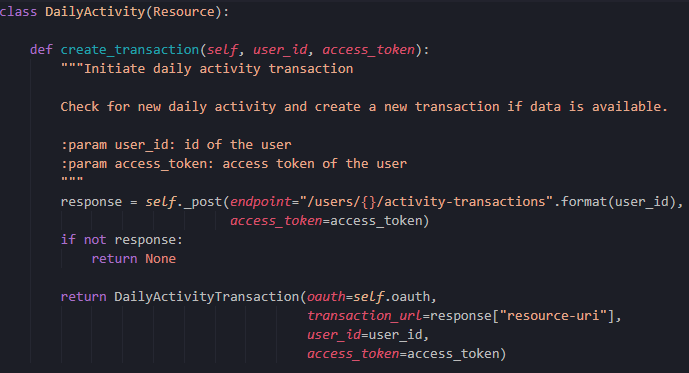 class DailyActivity(Resource):
def create_transaction(self, user_id, access_token):
"""Initiate daily activity transaction
Check for new daily activity and create a new transaction if data is available.
:param user_id: id of the user
:param access_token: access token of the user
"""
response = self._post(endpoint="/users/{}/activity-transactions".format(user_id),
access_token=access_token)
if not response:
return None
return DailyActivityTransaction(oauth=self.oauth,
transaction_url=response["resource-uri"],
user_id=user_id,
access_token=access_token)